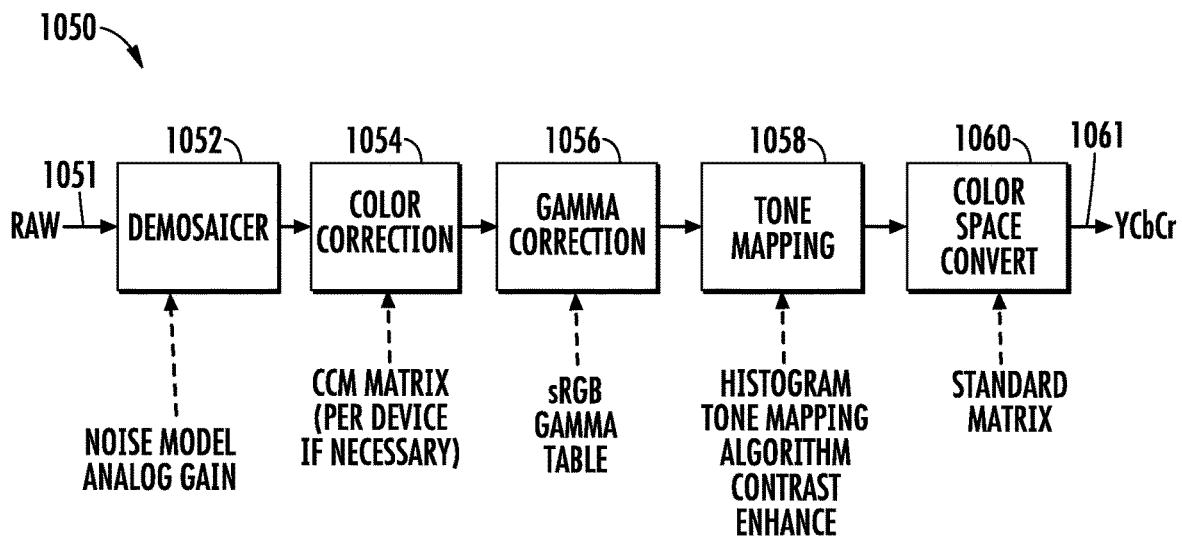 1050
1052
1054
1056
1058
1060
1061
1051
RAW
DEMOSAICER
COLOR
CORRECTION
GAMMA
CORRECTION
TONE
MAPPING
COLOR
SPACE
CONVERT
YCbCr
NOISE MODEL
ANALOG GAIN
CCM MATRIX
(PER DEVICE
IF NECESSARY)
sRGB
GAMMA
TABLE
HISTOGRAM
TONE MAPPING
ALGORITHM
CONTRAST
ENHANCE
STANDARD
MATRIX